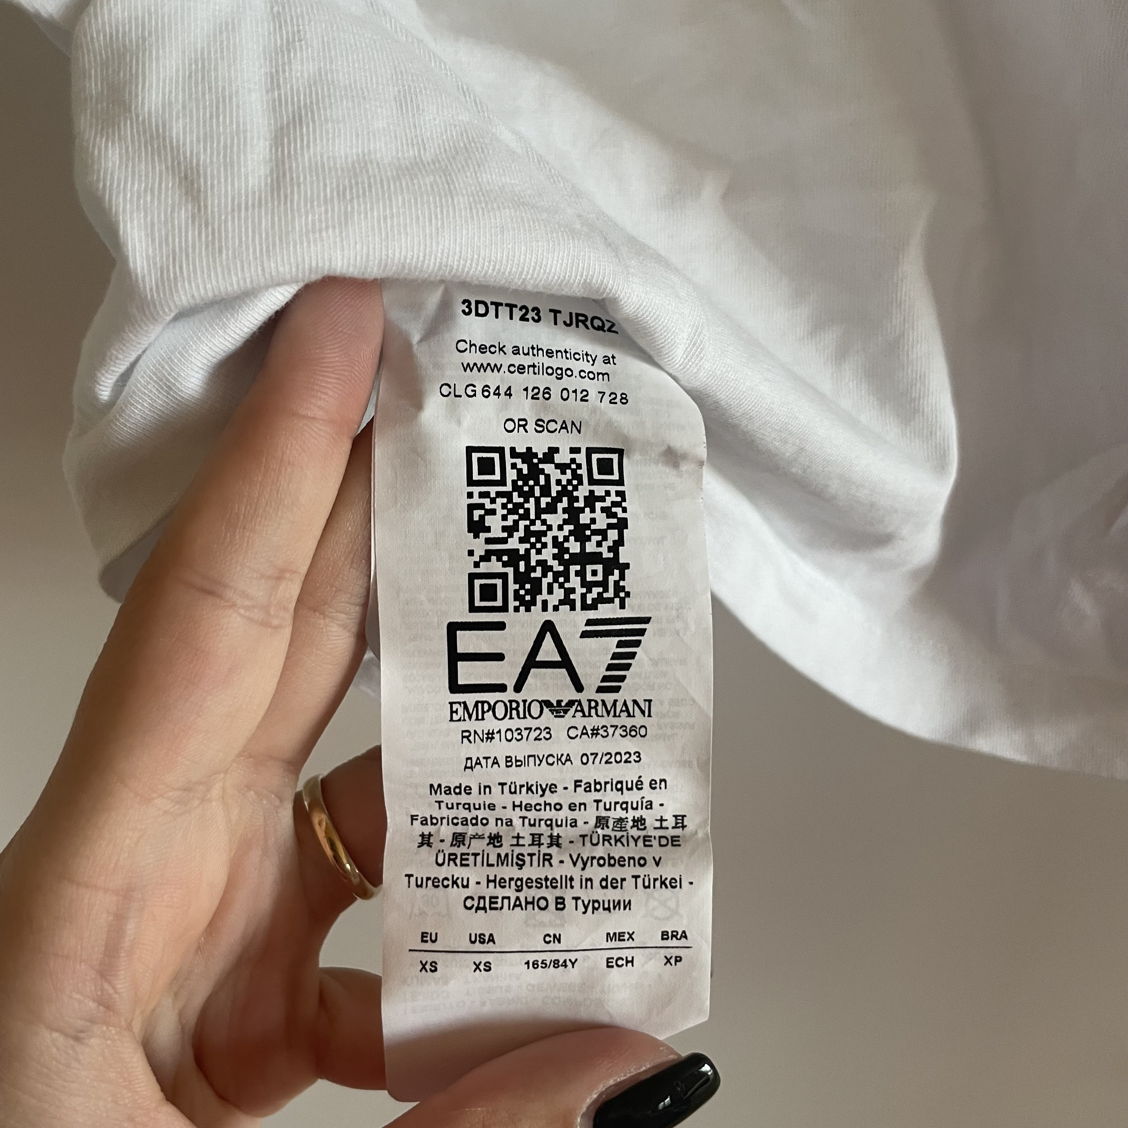 3DTT23 TJRQZ
Check authenticity at
www.certilogo.com
CLG 644 126 012 728
OR SCAN
EA7
EMPORIO ARMANI
RN#103723 CA#37360
ДАТА ВЫПУСКА 07/2023
Made in Türkiye - Fabriqué en
Turquie - Hecho en Turquía -
Fabricado na Turquia - 原產地 土耳
其 - 原产地 土耳其 - TÜRKİYE'DE
ÜRETİLMİŞTİR - Vyrobeno v
Turecku - Hergestellt in der Türkei -
СДЕЛАНО В Турции
EU USA CN MEX BRA
XS XS 165/84Y ECH XP